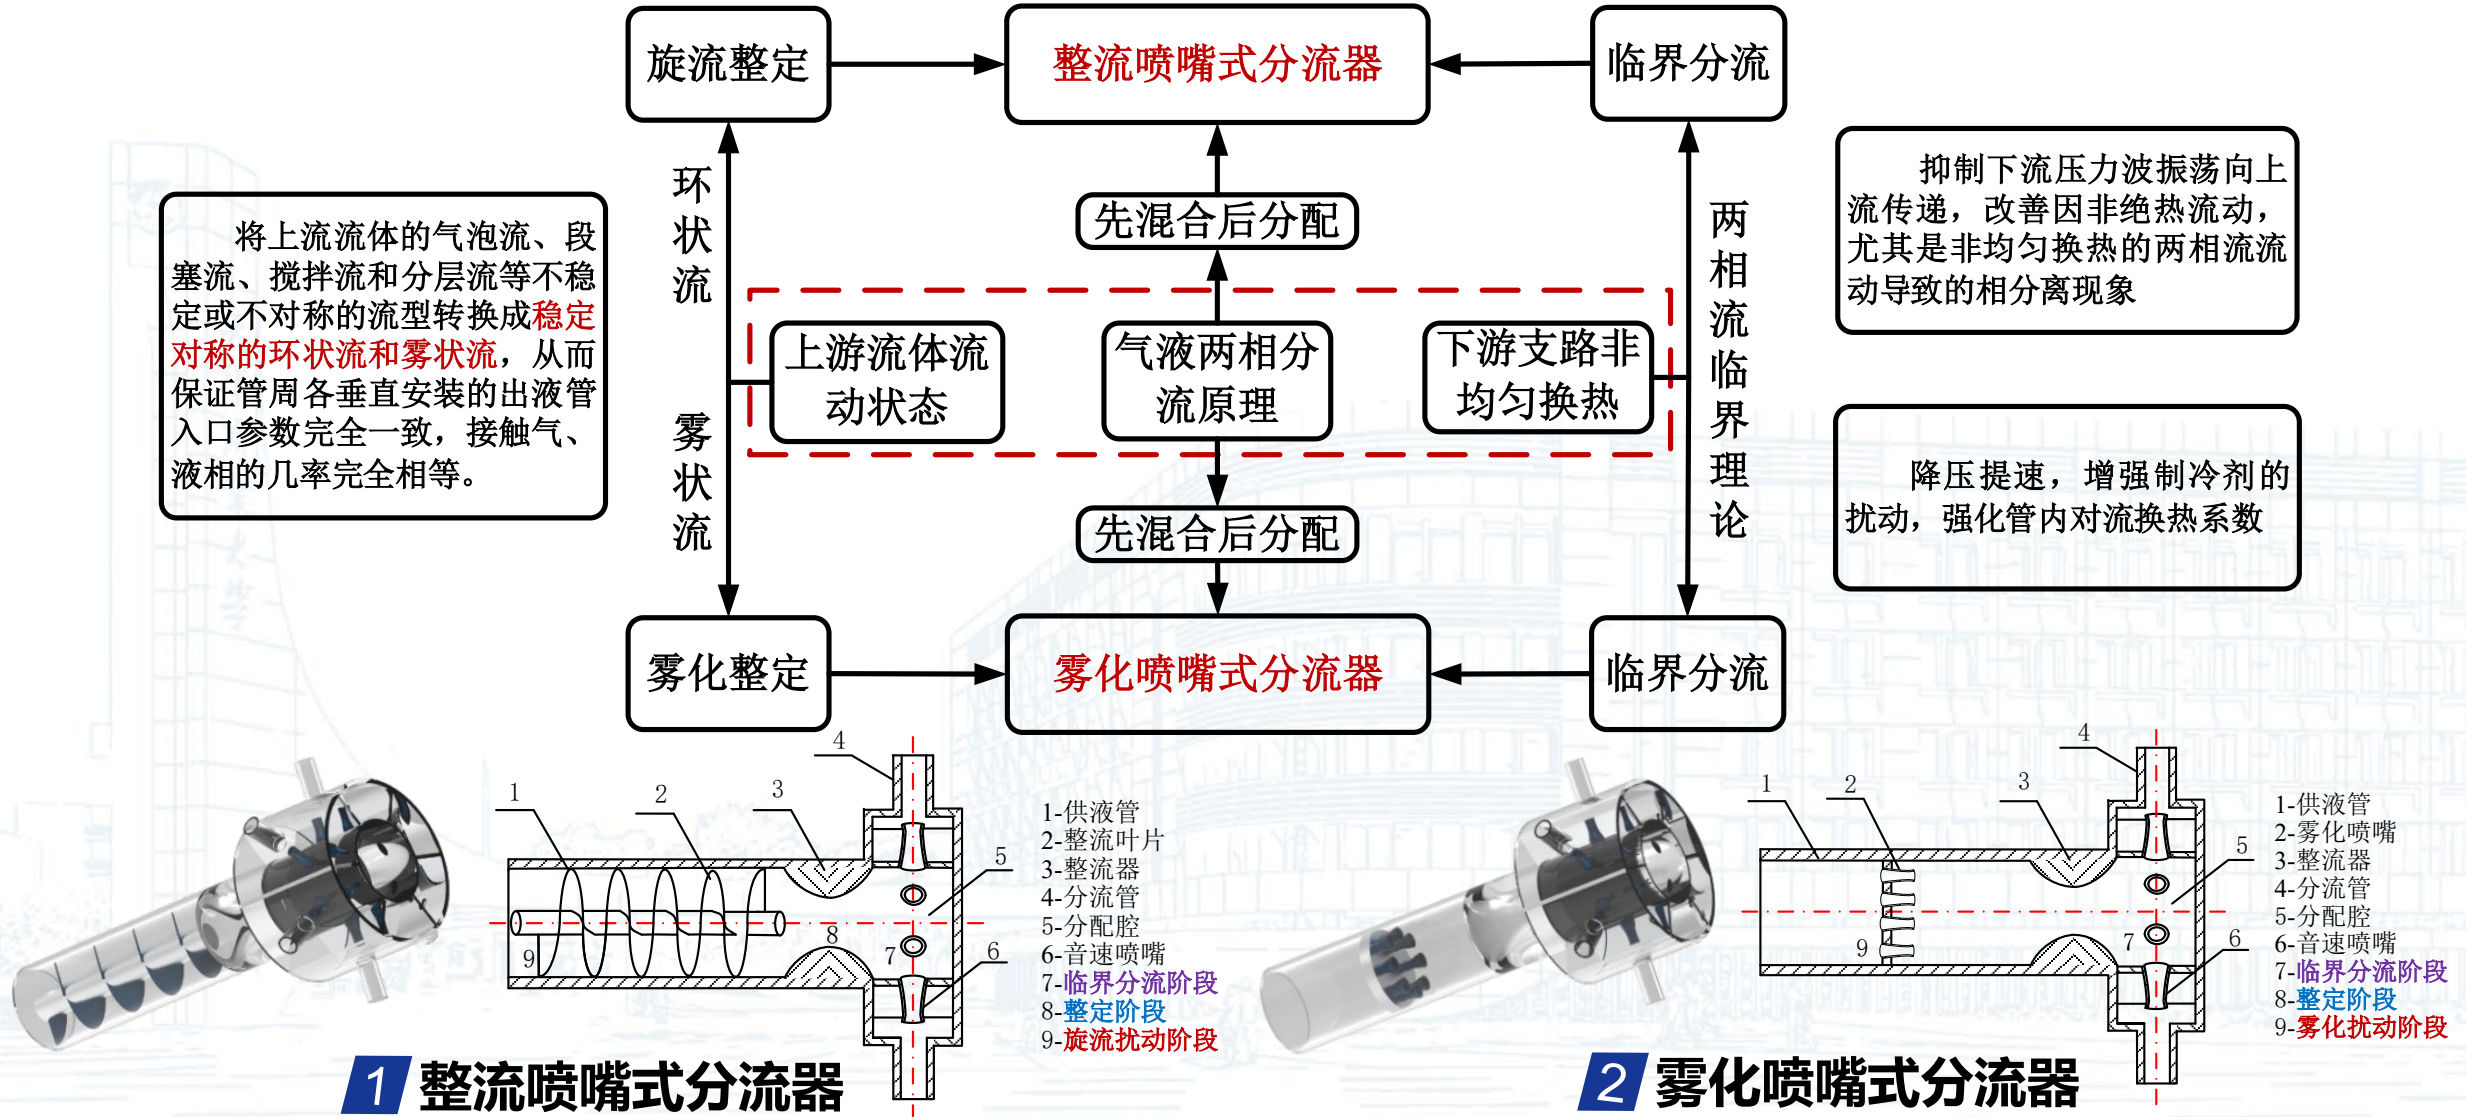 旋流整定
整流喷嘴式分流器
临界分流
环状流
雾状流
先混合后分配
两相流临界理论
将上流流体的气泡流、段
塞流、搅拌流和分层流等不稳
定或不对称的流型转换成稳定
对称的环状流和雾状流，从而
保证管周各垂直安装的出液管
入口参数完全一致，接触气、
液相的几率完全相等。
上游流体流
动状态
气液两相分
流原理
下游支路非
均匀换热
抑制下流压力波振荡向上
流传递，改善因非绝热流动，
尤其是非均匀换热的两相流流
动导致的相分离现象
降压提速，增强制冷剂的
扰动，强化管内对流换热系数
先混合后分配
雾化整定
雾化喷嘴式分流器
临界分流
1
2
3
4
5
6
7
8
9
1-供液管
2-整流叶片
3-整流器
4-分流管
5-分配腔
6-音速喷嘴
7-临界分流阶段
8-整定阶段
9-旋流扰动阶段
1 整流喷嘴式分流器
1
2
3
4
5
6
7
9
1-供液管
2-雾化喷嘴
3-整流器
4-分流管
5-分配腔
6-音速喷嘴
7-临界分流阶段
8-整定阶段
9-雾化扰动阶段
2 雾化喷嘴式分流器